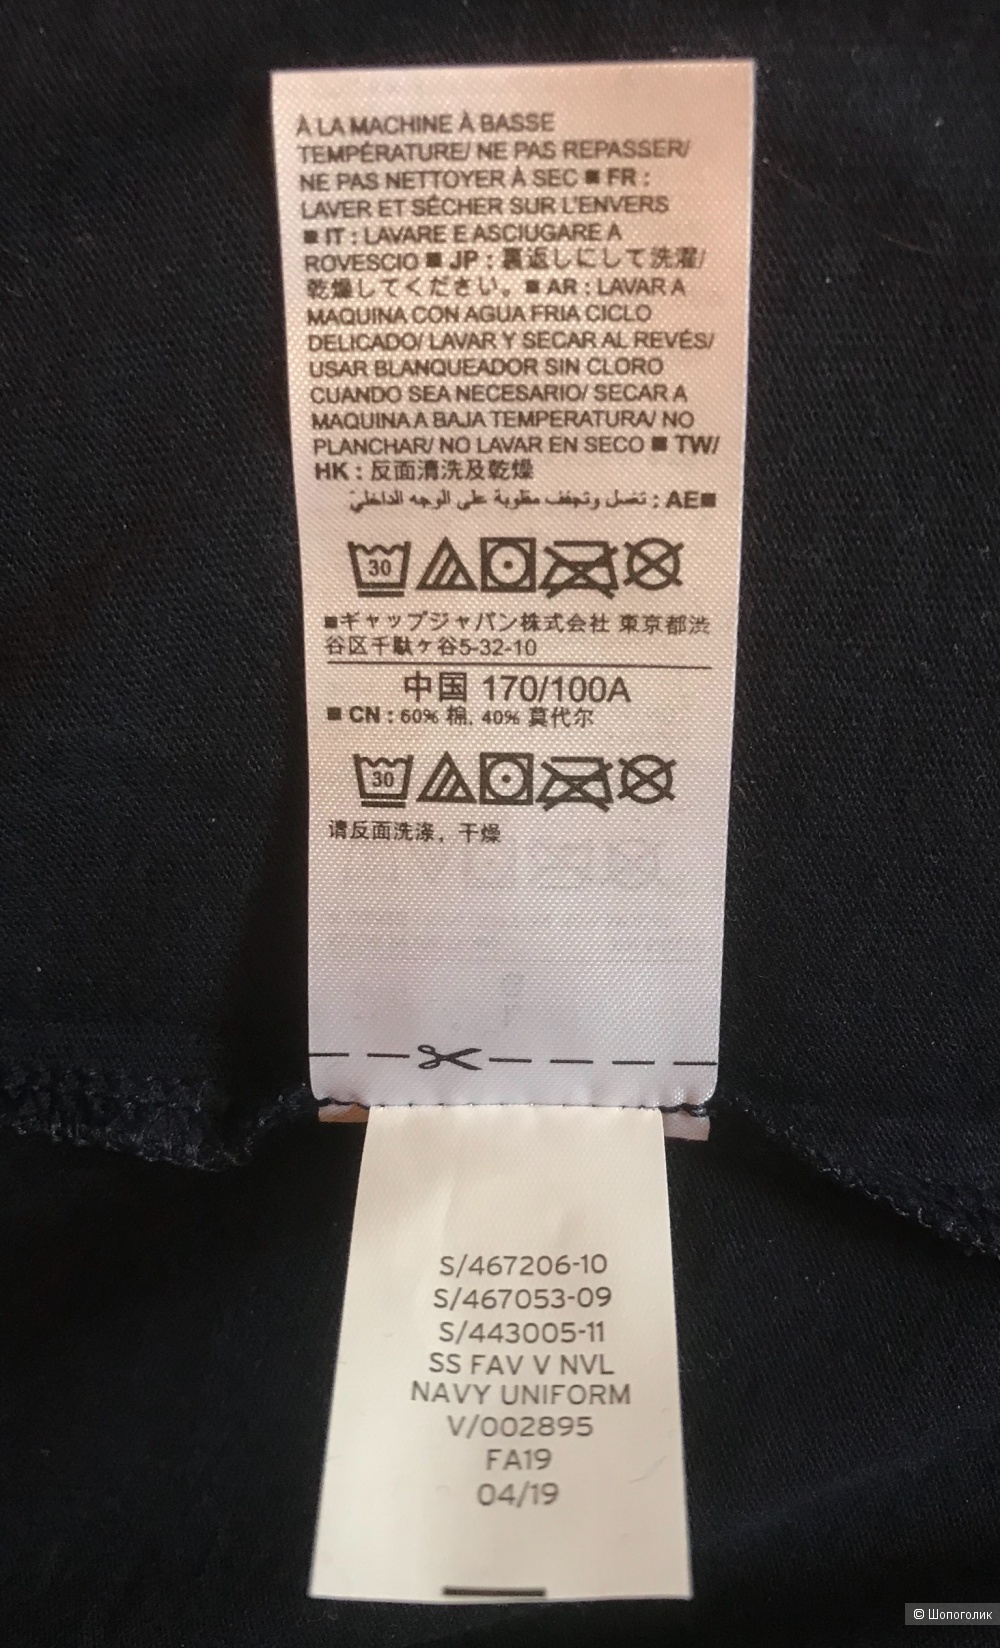 À LA MACHINE À BASSE
TEMPÉRATURE/ NE PAS REPASSER/
NE PAS NETTOYER À SEC ■ FR :
LAVER ET SÉCHER SUR L'ENVERS
■ IT : LAVARE E ASCIUGARE A
ROVESCIO ■ JP : 裏返しにして洗濯/
乾燥してください。■ AR : LAVAR A
MAQUINA CON AGUA FRIA CICLO
DELICADO/ LAVAR Y SECAR AL REVÉS/
USAR BLANQUEADOR SIN CLORO
CUANDO SEA NECESARIO/ SECAR A
MAQUINA A BAJA TEMPERATURA/ NO
PLANCHAR/ NO LAVAR EN SECO ■ TW/
HK : 反面清洗及乾燥
■AE : تغسل وتجفف مقلوبة على الوجه الداخليّ
30
■ギャップジャパン株式会社 東京都渋
谷区千駄ヶ谷5-32-10
中国 170/100A
■ CN : 60% 棉, 40% 莫代尔
30
请反面洗涤，干燥
S/467206-10
S/467053-09
S/443005-11
SS FAV V NVL
NAVY UNIFORM
V/002895
FA19
04/19
© Шопоголик